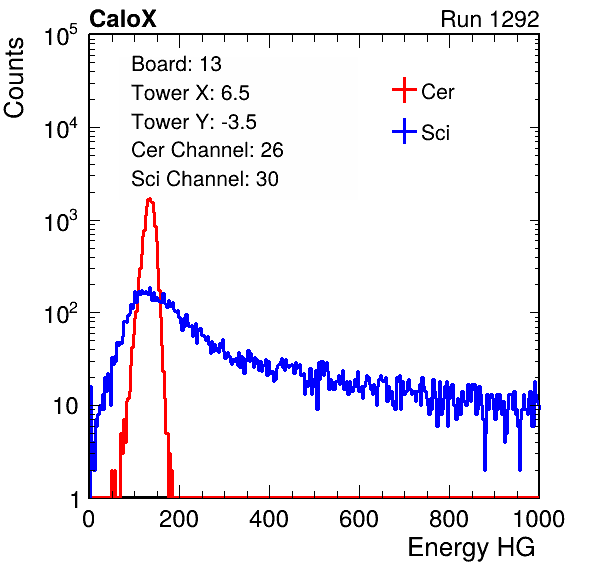 CaloX Run 1292
Board: 13
Tower X: 6.5
Tower Y: -3.5
Cer Channel: 26
Sci Channel: 30
Cer
Sci
Counts
10^5
10^4
10^3
10^2
10
1
0 200 400 600 800 1000
Energy HG